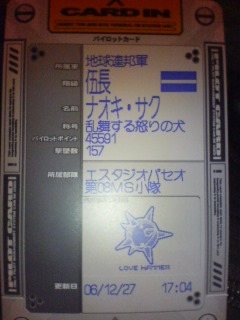 CARD IN
パイロットカード
所属軍 地球連邦軍
階級 伍長
名前 ナオキ・サク
称号 乱舞する怒りの犬
パイロットポイント 45591
撃墜数 157
所属部隊 エスタジオパセオ
第08MS小隊
LOVE HAMMER
更新日 06/12/27 17:04
PILOT CARD
PILOT CARD